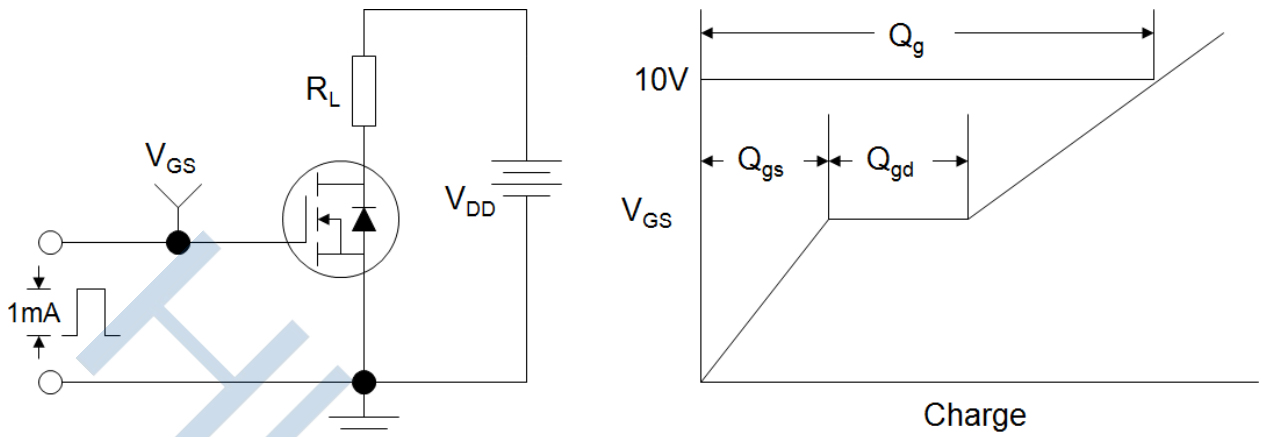 R_L
V_GS
V_DD
1mA
Q_g
10V
Q_gs Q_gd
V_GS
Charge